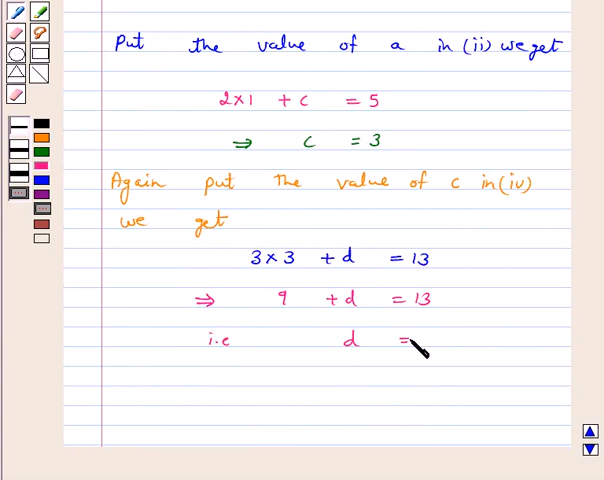 Put the value of a in (ii) we get
2×1 + c = 5
⇒ c = 3
Again put the value of c in (iv)
we get
3×3 + d = 13
⇒ 9 + d = 13
i.e d =